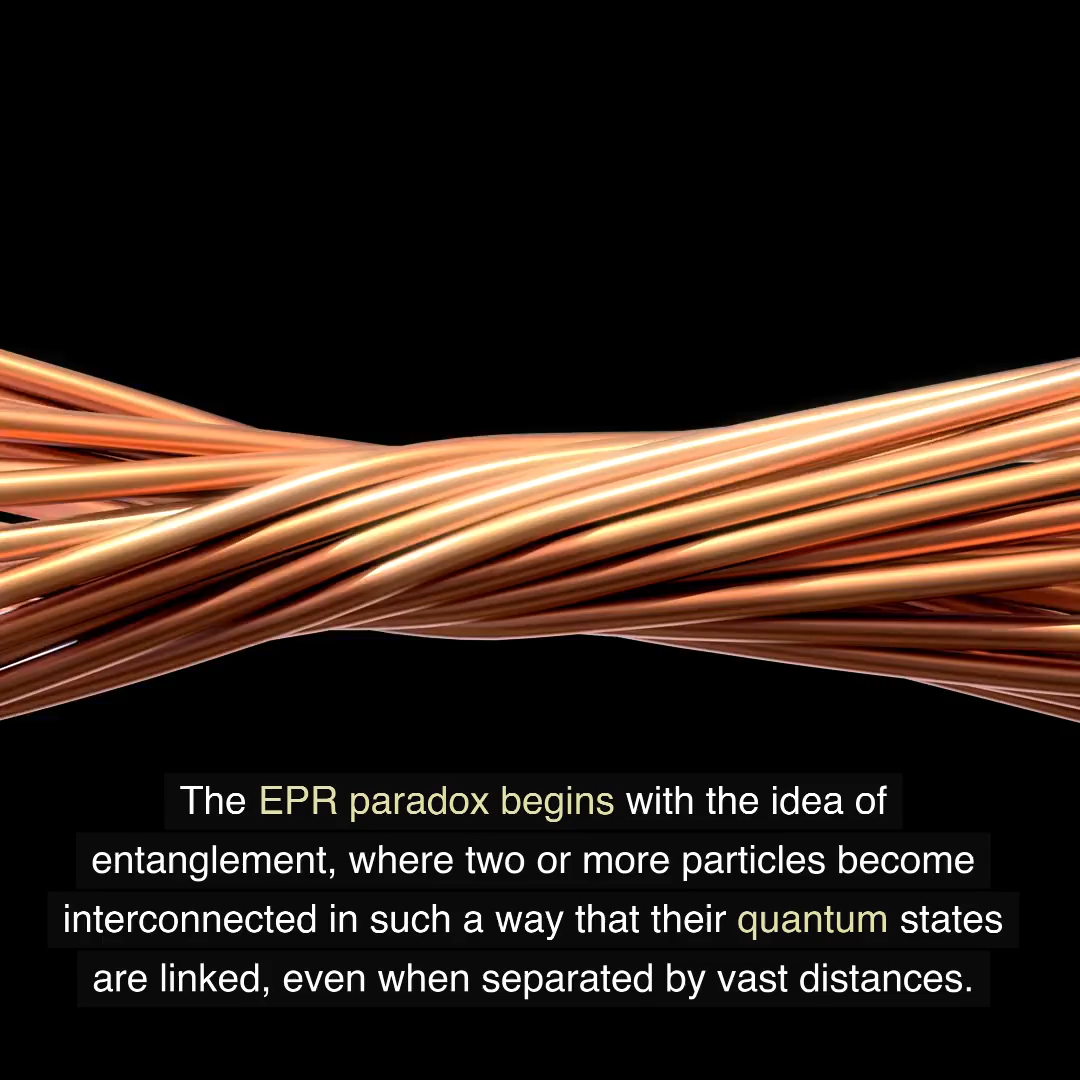 The EPR paradox begins with the idea of
entanglement, where two or more particles become
interconnected in such a way that their quantum states
are linked, even when separated by vast distances.